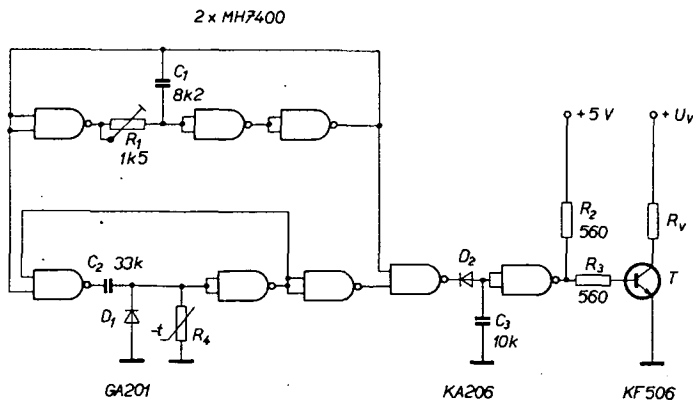 2 x MH7400
C1
8k2
R1
1k5
+5 V
+Uv
R2
560
Rv
C2 33k
D2
R3
560
T
D1
-t
R4
C3
10k
GA201
KA206
KF506